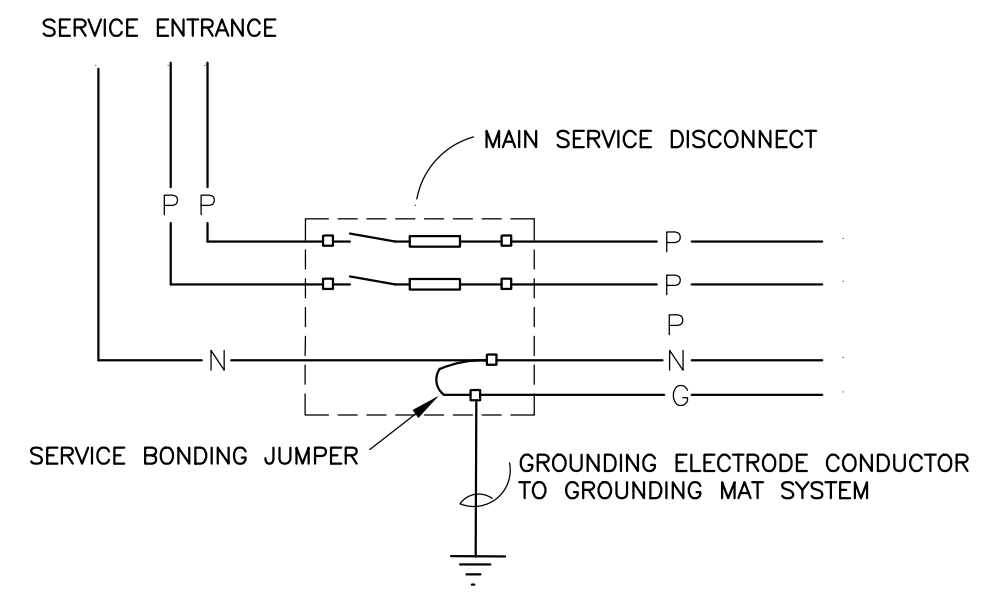 SERVICE ENTRANCE
MAIN SERVICE DISCONNECT
P P
P
P
P
N N
G
SERVICE BONDING JUMPER
GROUNDING ELECTRODE CONDUCTOR
TO GROUNDING MAT SYSTEM